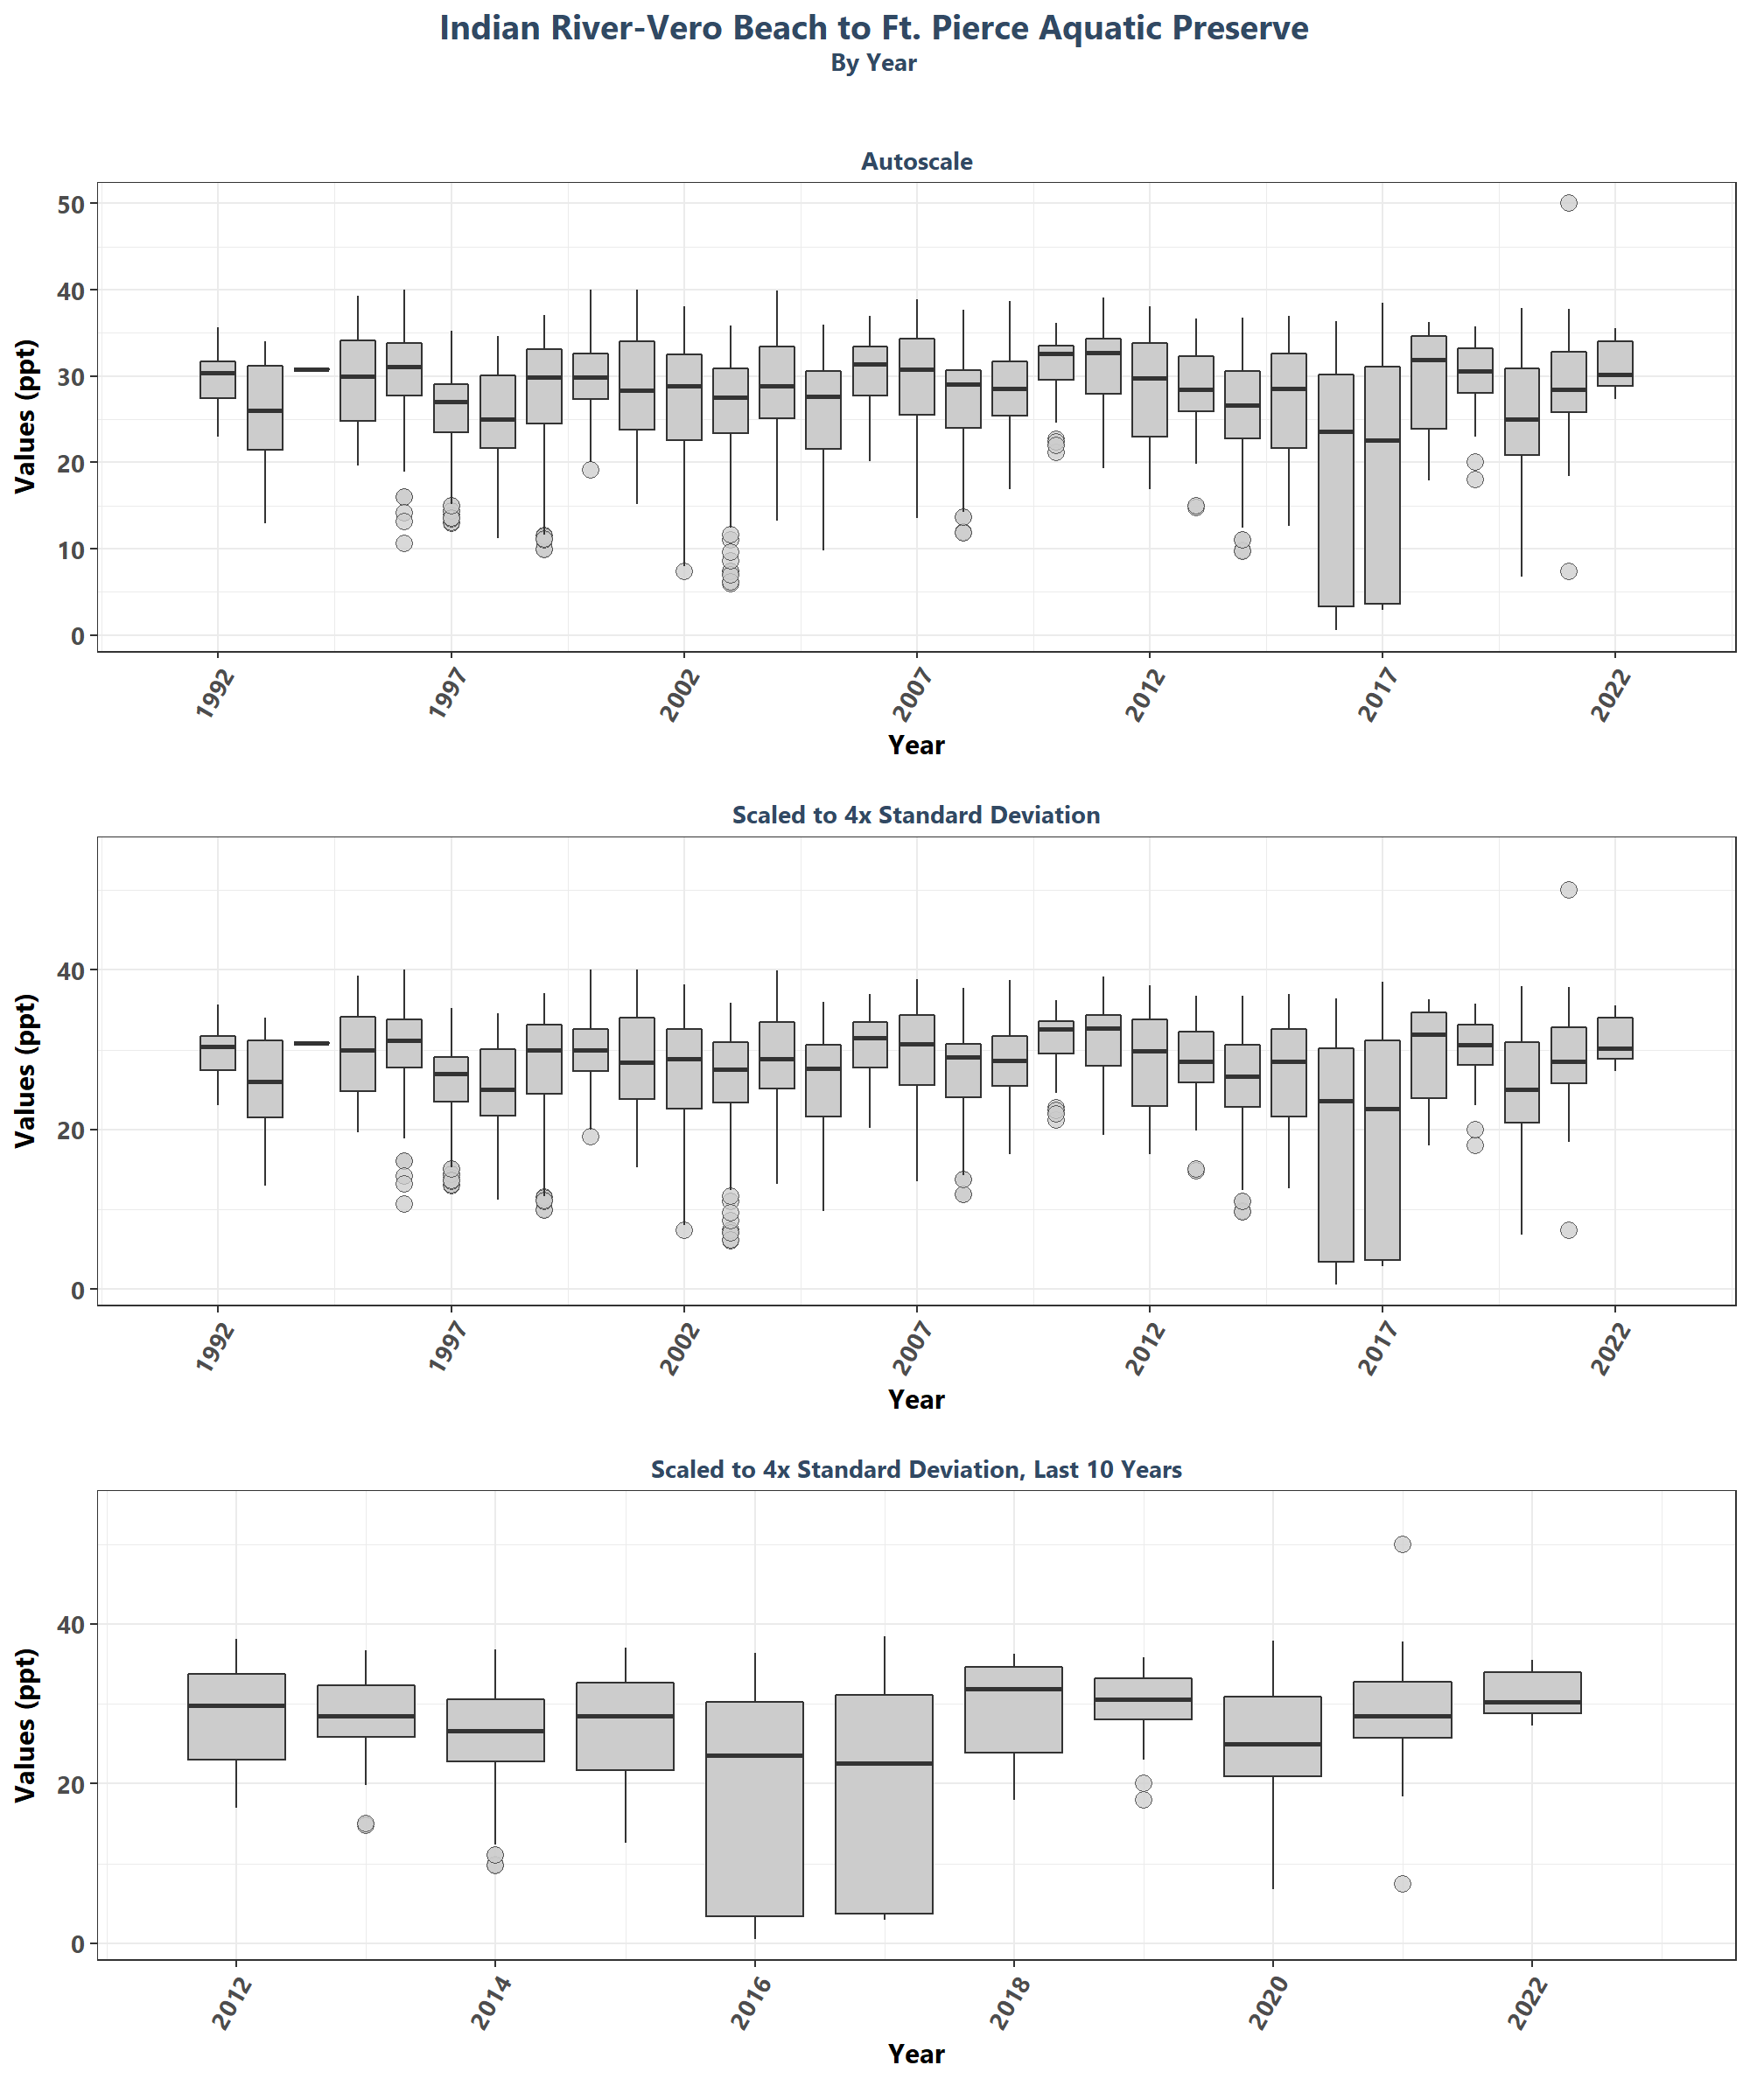 Indian River-Vero Beach to Ft. Pierce Aquatic Preserve
By Year
Autoscale
Values (ppt)
50
40
30
20
10
0
1992
1997
2002
2007
2012
2017
2022
Year
Scaled to 4x Standard Deviation
Values (ppt)
40
20
0
1992
1997
2002
2007
2012
2017
2022
Year
Scaled to 4x Standard Deviation, Last 10 Years
Values (ppt)
40
20
0
2012
2014
2016
2018
2020
2022
Year